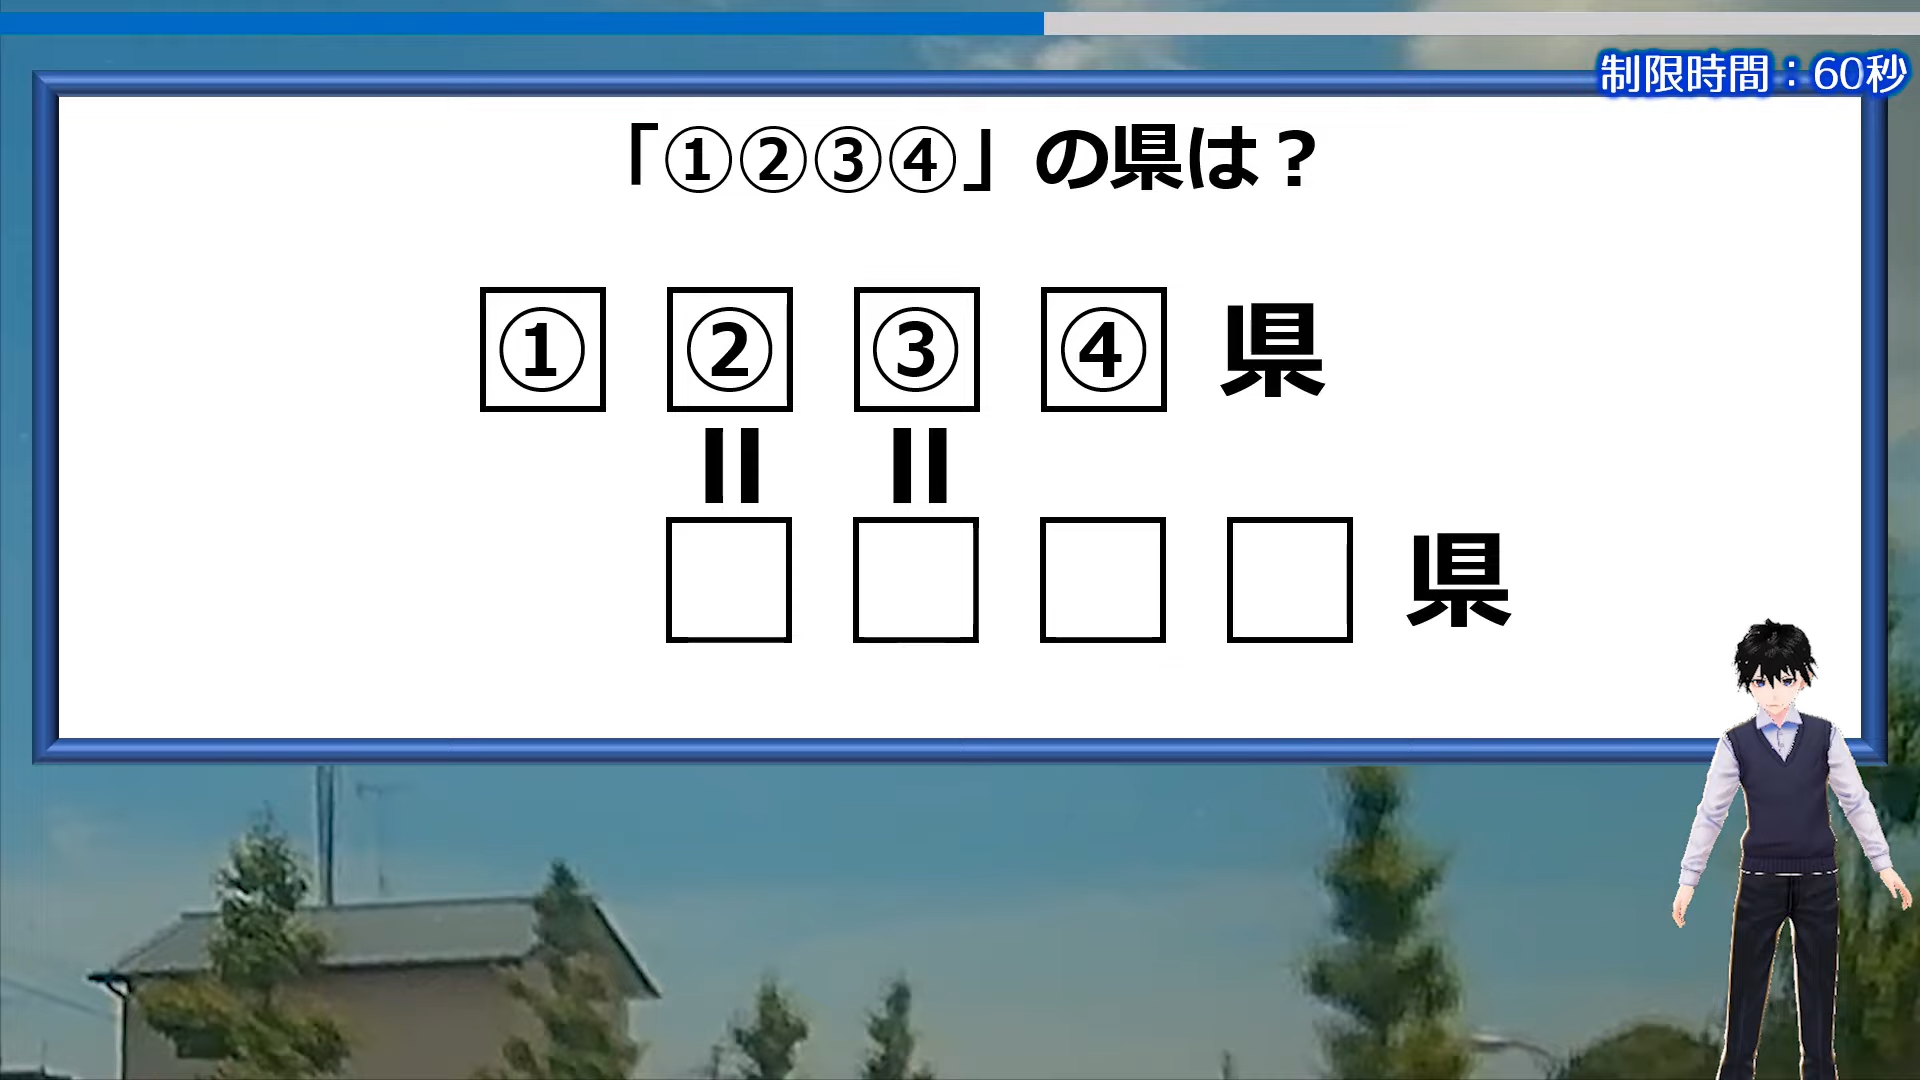 制限時間：60秒
「①②③④」の県は？
① ② ③ ④ 県
県